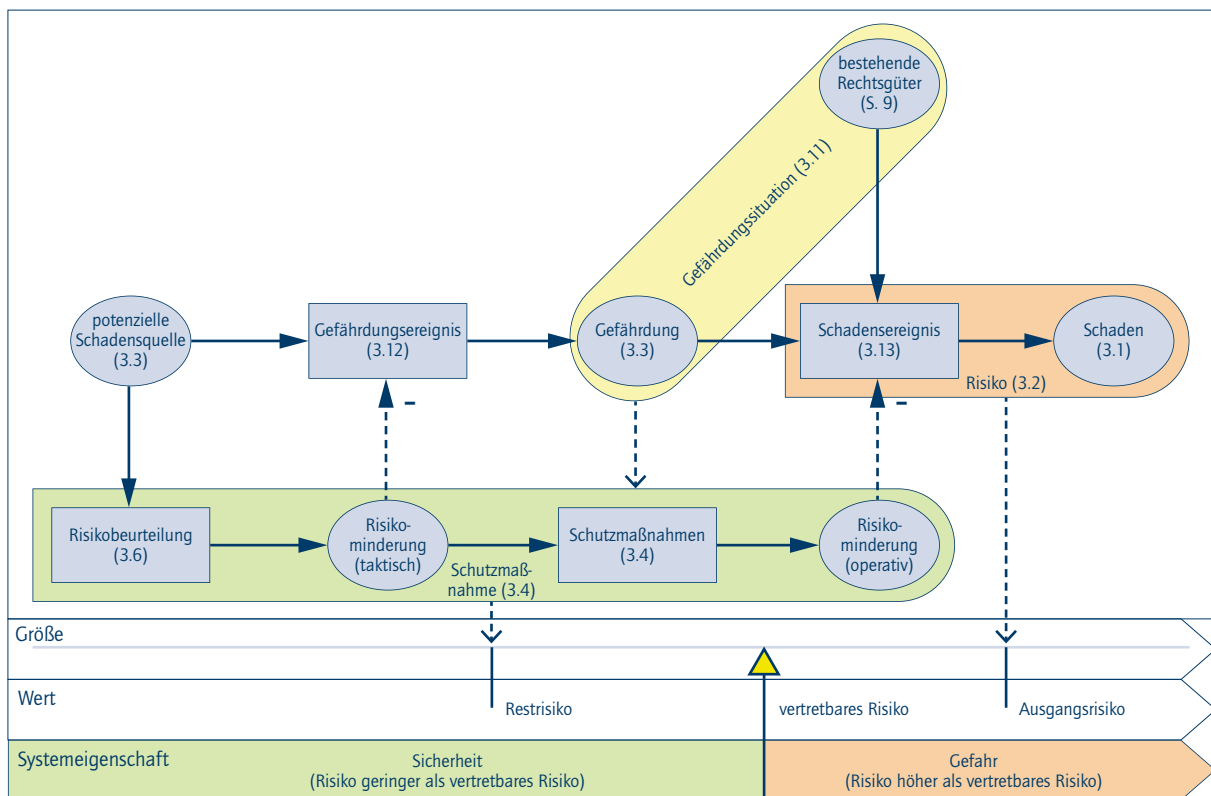 bestehende
Rechtsgüter
(S. 9)
Gefährdungssituation (3.11)
potenzielle
Schadensquelle
(3.3)
Gefährdungsereignis
(3.12)
Gefährdung
(3.3)
Schadensereignis
(3.13)
Schaden
(3.1)
Risiko (3.2)
–
–
Risikobeurteilung
(3.6)
Risiko-
minderung
(taktisch)
Schutzmaßnahmen
(3.4)
Risiko-
minderung
(operativ)
Schutzmaß-
nahme (3.4)
Größe
Wert
Restrisiko
vertretbares Risiko
Ausgangsrisiko
Systemeigenschaft
Sicherheit
(Risiko geringer als vertretbares Risiko)
Gefahr
(Risiko höher als vertretbares Risiko)